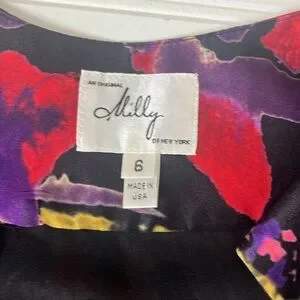 AN ORIGINAL
Milly
OF NEW YORK
6
MADE IN
USA